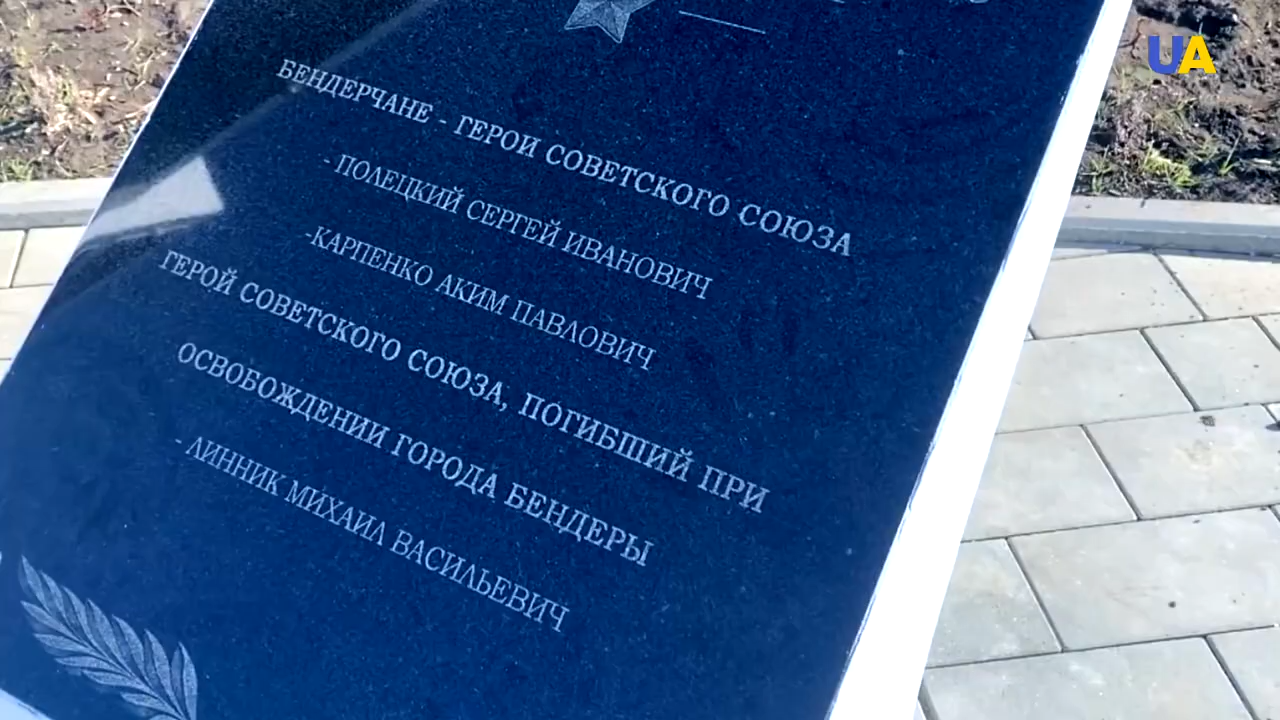 UA
БЕНДЕРЧАНЕ - ГЕРОИ СОВЕТСКОГО СОЮЗА
- ПОЛЕЦКИЙ СЕРГЕЙ ИВАНОВИЧ
-КАРПЕНКО АКИМ ПАВЛОВИЧ
ГЕРОЙ СОВЕТСКОГО СОЮЗА, ПОГИБШИЙ ПРИ
ОСВОБОЖДЕНИИ ГОРОДА БЕНДЕРЫ
- ЛИННИК МИХАИЛ ВАСИЛЬЕВИЧ